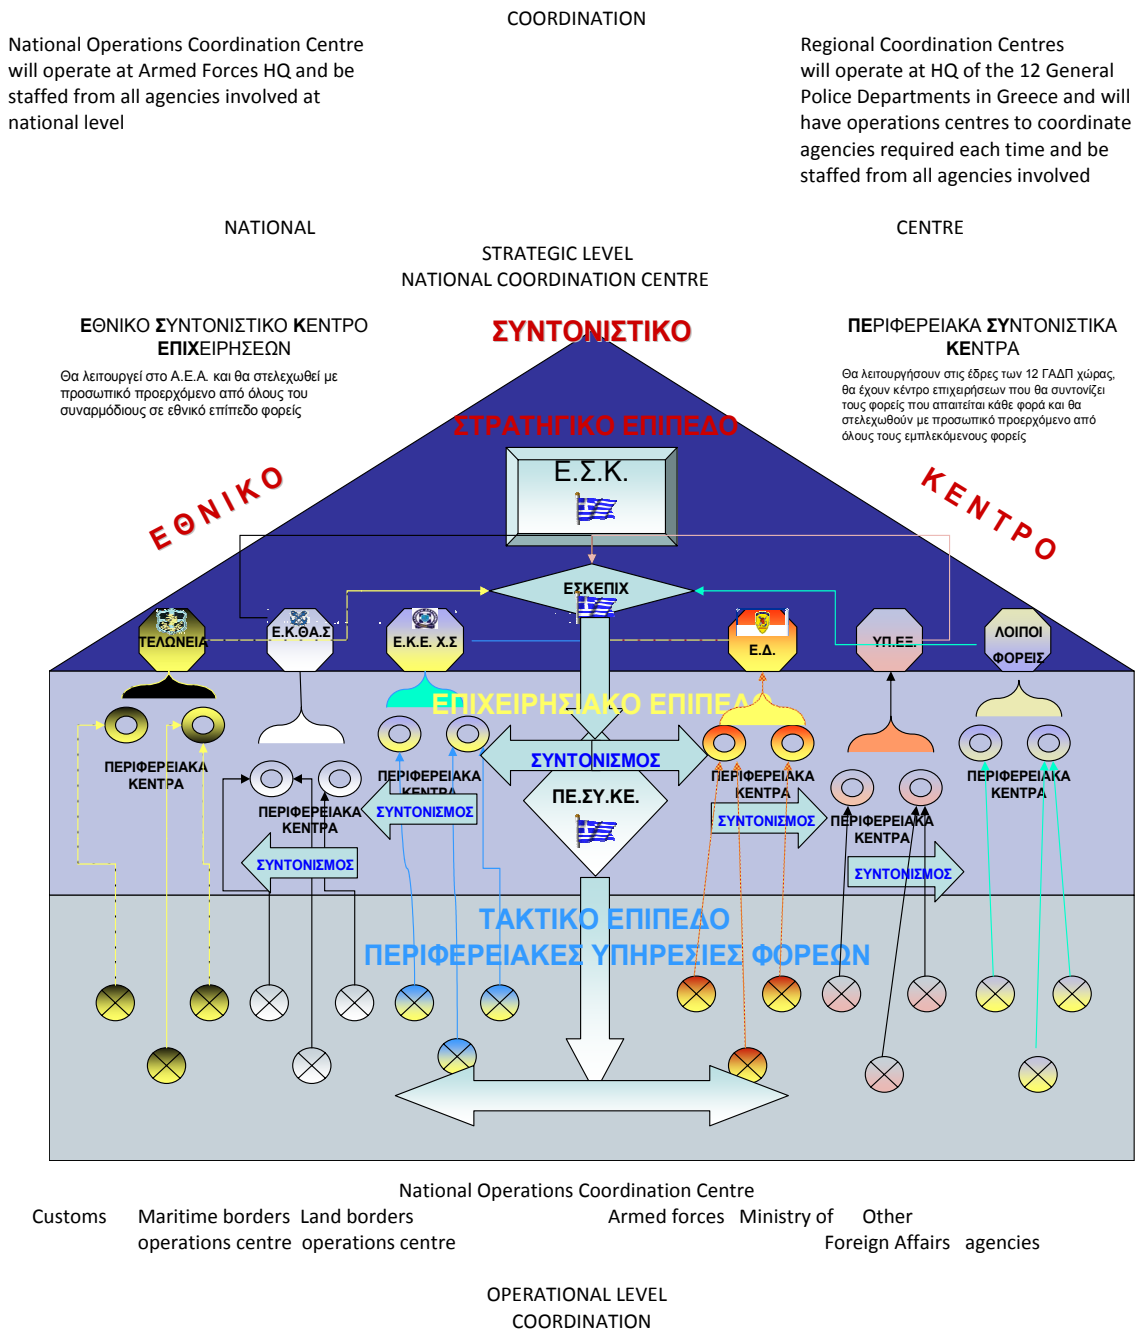 COORDINATION
National Operations Coordination Centre
will operate at Armed Forces HQ and be
staffed from all agencies involved at
national level
Regional Coordination Centres
will operate at HQ of the 12 General
Police Departments in Greece and will
have operations centres to coordinate
agencies required each time and be
staffed from all agencies involved
NATIONAL
CENTRE
STRATEGIC LEVEL
NATIONAL COORDINATION CENTRE
ΕΘΝΙΚΟ ΣΥΝΤΟΝΙΣΤΙΚΟ ΚΕΝΤΡΟ
ΕΠΙΧΕΙΡΗΣΕΩΝ
Θα λειτουργεί στο Α.Ε.Α. και θα στελεχωθεί με
προσωπικό προερχόμενο από όλους του
συναρμόδιους σε εθνικό επίπεδο φορείς
ΣΥΝΤΟΝΙΣΤΙΚΟ
ΠΕΡΙΦΕΡΕΙΑΚΑ ΣΥΝΤΟΝΙΣΤΙΚΑ
ΚΕΝΤΡΑ
Θα λειτουργήσουν στις έδρες των 12 ΓΑΔΠ χώρας,
θα έχουν κέντρο επιχειρήσεων που θα συντονίζει
τους φορείς που απαιτείται κάθε φορά και θα
στελεχωθούν με προσωπικό προερχόμενο από
όλους τους εμπλεκόμενους φορείς
ΣΤΡΑΤΗΓΙΚΟ ΕΠΙΠΕΔΟ
Ε.Σ.Κ.
ΕΘΝΙΚΟ
ΚΕΝΤΡΟ
ΕΣΚΕΠΙΧ
ΤΕΛΩΝΕΙΑ
Ε.Κ.ΘΑ.Σ
Ε.Κ.Ε. Χ.Σ
Ε.Δ.
ΥΠ.ΕΞ.
ΛΟΙΠΟΙ
ΦΟΡΕΙΣ
ΕΠΙΧΕΙΡΗΣΙΑΚΟ ΕΠΙΠΕΔΟ
ΣΥΝΤΟΝΙΣΜΟΣ
ΠΕΡΙΦΕΡΕΙΑΚΑ
ΚΕΝΤΡΑ
ΠΕΡΙΦΕΡΕΙΑΚΑ
ΚΕΝΤΡΑ
ΠΕΡΙΦΕΡΕΙΑΚΑ
ΚΕΝΤΡΑ
ΠΕΡΙΦΕΡΕΙΑΚΑ
ΚΕΝΤΡΑ
ΠΕ.ΣΥ.ΚΕ.
ΠΕΡΙΦΕΡΕΙΑΚΑ
ΚΕΝΤΡΑ
ΠΕΡΙΦΕΡΕΙΑΚΑ
ΚΕΝΤΡΑ
ΣΥΝΤΟΝΙΣΜΟΣ
ΣΥΝΤΟΝΙΣΜΟΣ
ΣΥΝΤΟΝΙΣΜΟΣ
ΣΥΝΤΟΝΙΣΜΟΣ
ΤΑΚΤΙΚΟ ΕΠΙΠΕΔΟ
ΠΕΡΙΦΕΡΕΙΑΚΕΣ ΥΠΗΡΕΣΙΕΣ ΦΟΡΕΩΝ
National Operations Coordination Centre
Customs Maritime borders Land borders Armed forces Ministry of Other
operations centre operations centre Foreign Affairs agencies
OPERATIONAL LEVEL
COORDINATION